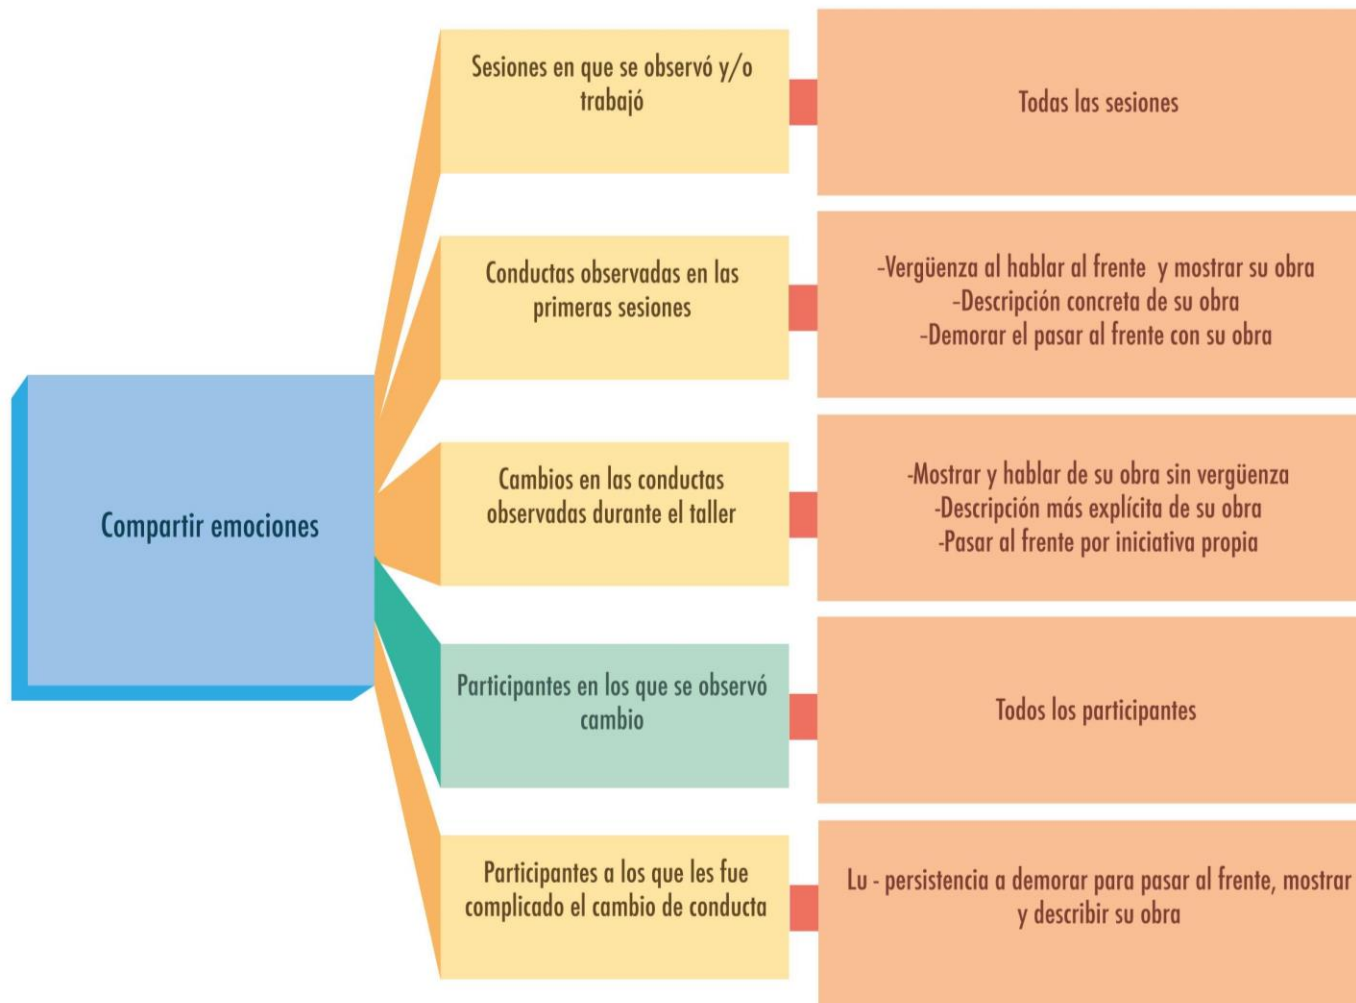 Sesiones en que se observó y/o
trabajó
Todas las sesiones
Conductas observadas en las
primeras sesiones
-Vergüenza al hablar al frente y mostrar su obra
-Descripción concreta de su obra
-Demorar el pasar al frente con su obra
Compartir emociones
Cambios en las conductas
observadas durante el taller
-Mostrar y hablar de su obra sin vergüenza
-Descripción más explícita de su obra
-Pasar al frente por iniciativa propia
Participantes en los que se observó
cambio
Todos los participantes
Participantes a los que les fue
complicado el cambio de conducta
Lu - persistencia a demorar para pasar al frente, mostrar
y describir su obra